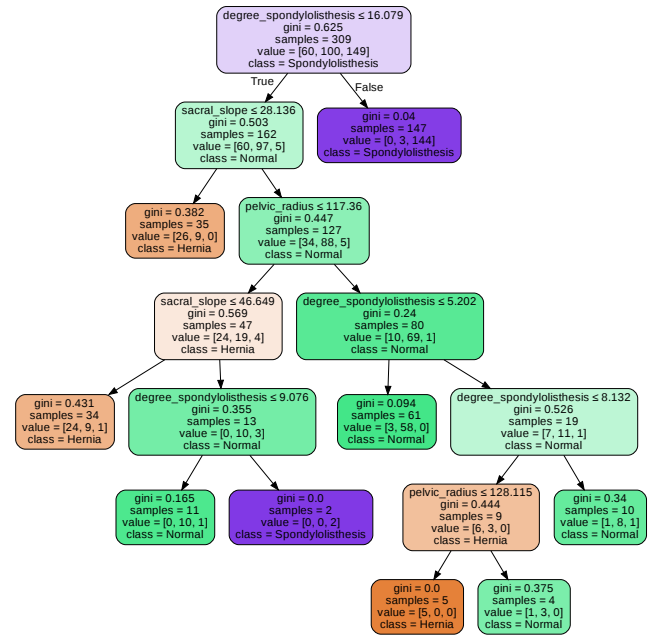 degree_spondylolisthesis ≤ 16.079
gini = 0.625
samples = 309
value = [60, 100, 149]
class = Spondylolisthesis
True
False
sacral_slope ≤ 28.136
gini = 0.503
samples = 162
value = [60, 97, 5]
class = Normal
gini = 0.04
samples = 147
value = [0, 3, 144]
class = Spondylolisthesis
gini = 0.382
samples = 35
value = [26, 9, 0]
class = Hernia
pelvic_radius ≤ 117.36
gini = 0.447
samples = 127
value = [34, 88, 5]
class = Normal
sacral_slope ≤ 46.649
gini = 0.569
samples = 47
value = [24, 19, 4]
class = Hernia
degree_spondylolisthesis ≤ 5.202
gini = 0.24
samples = 80
value = [10, 69, 1]
class = Normal
gini = 0.431
samples = 34
value = [24, 9, 1]
class = Hernia
degree_spondylolisthesis ≤ 9.076
gini = 0.355
samples = 13
value = [0, 10, 3]
class = Normal
gini = 0.094
samples = 61
value = [3, 58, 0]
class = Normal
degree_spondylolisthesis ≤ 8.132
gini = 0.526
samples = 19
value = [7, 11, 1]
class = Normal
gini = 0.165
samples = 11
value = [0, 10, 1]
class = Normal
gini = 0.0
samples = 2
value = [0, 0, 2]
class = Spondylolisthesis
pelvic_radius ≤ 128.115
gini = 0.444
samples = 9
value = [6, 3, 0]
class = Hernia
gini = 0.34
samples = 10
value = [1, 8, 1]
class = Normal
gini = 0.0
samples = 5
value = [5, 0, 0]
class = Hernia
gini = 0.375
samples = 4
value = [1, 3, 0]
class = Normal